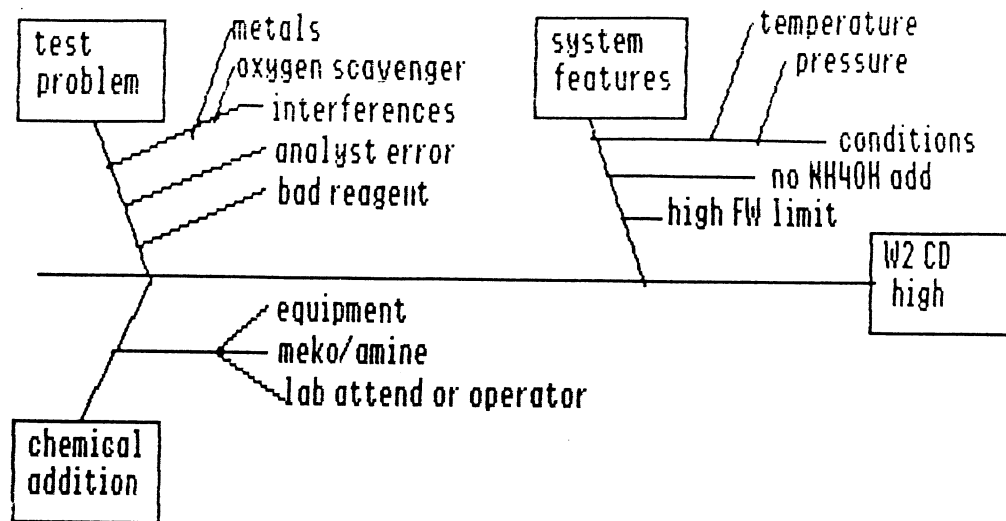 test
problem
metals
oxygen scavenger
interferences
analyst error
bad reagent
system
features
temperature
pressure
conditions
no NH4OH add
high FW limit
W2 CD
high
equipment
meko/amine
lab attend or operator
chemical
addition